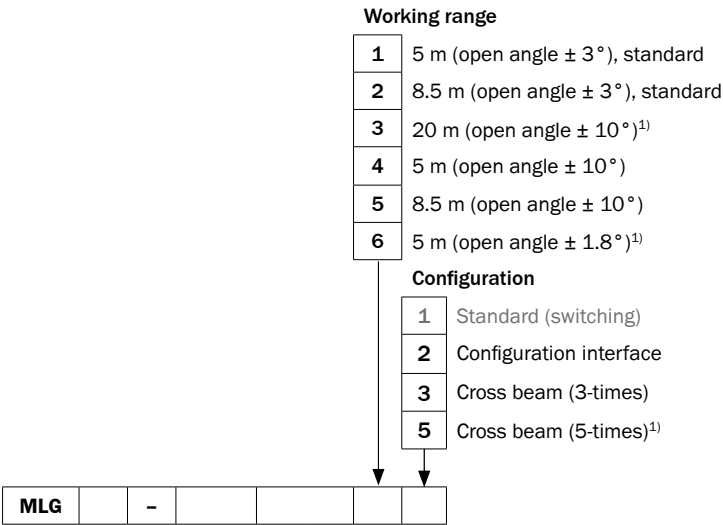 Working range
1 5 m (open angle ± 3°), standard
2 8.5 m (open angle ± 3°), standard
3 20 m (open angle ± 10°)1)
4 5 m (open angle ± 10°)
5 8.5 m (open angle ± 10°)
6 5 m (open angle ± 1.8°)1)
Configuration
1 Standard (switching)
2 Configuration interface
3 Cross beam (3-times)
5 Cross beam (5-times)1)
MLG –